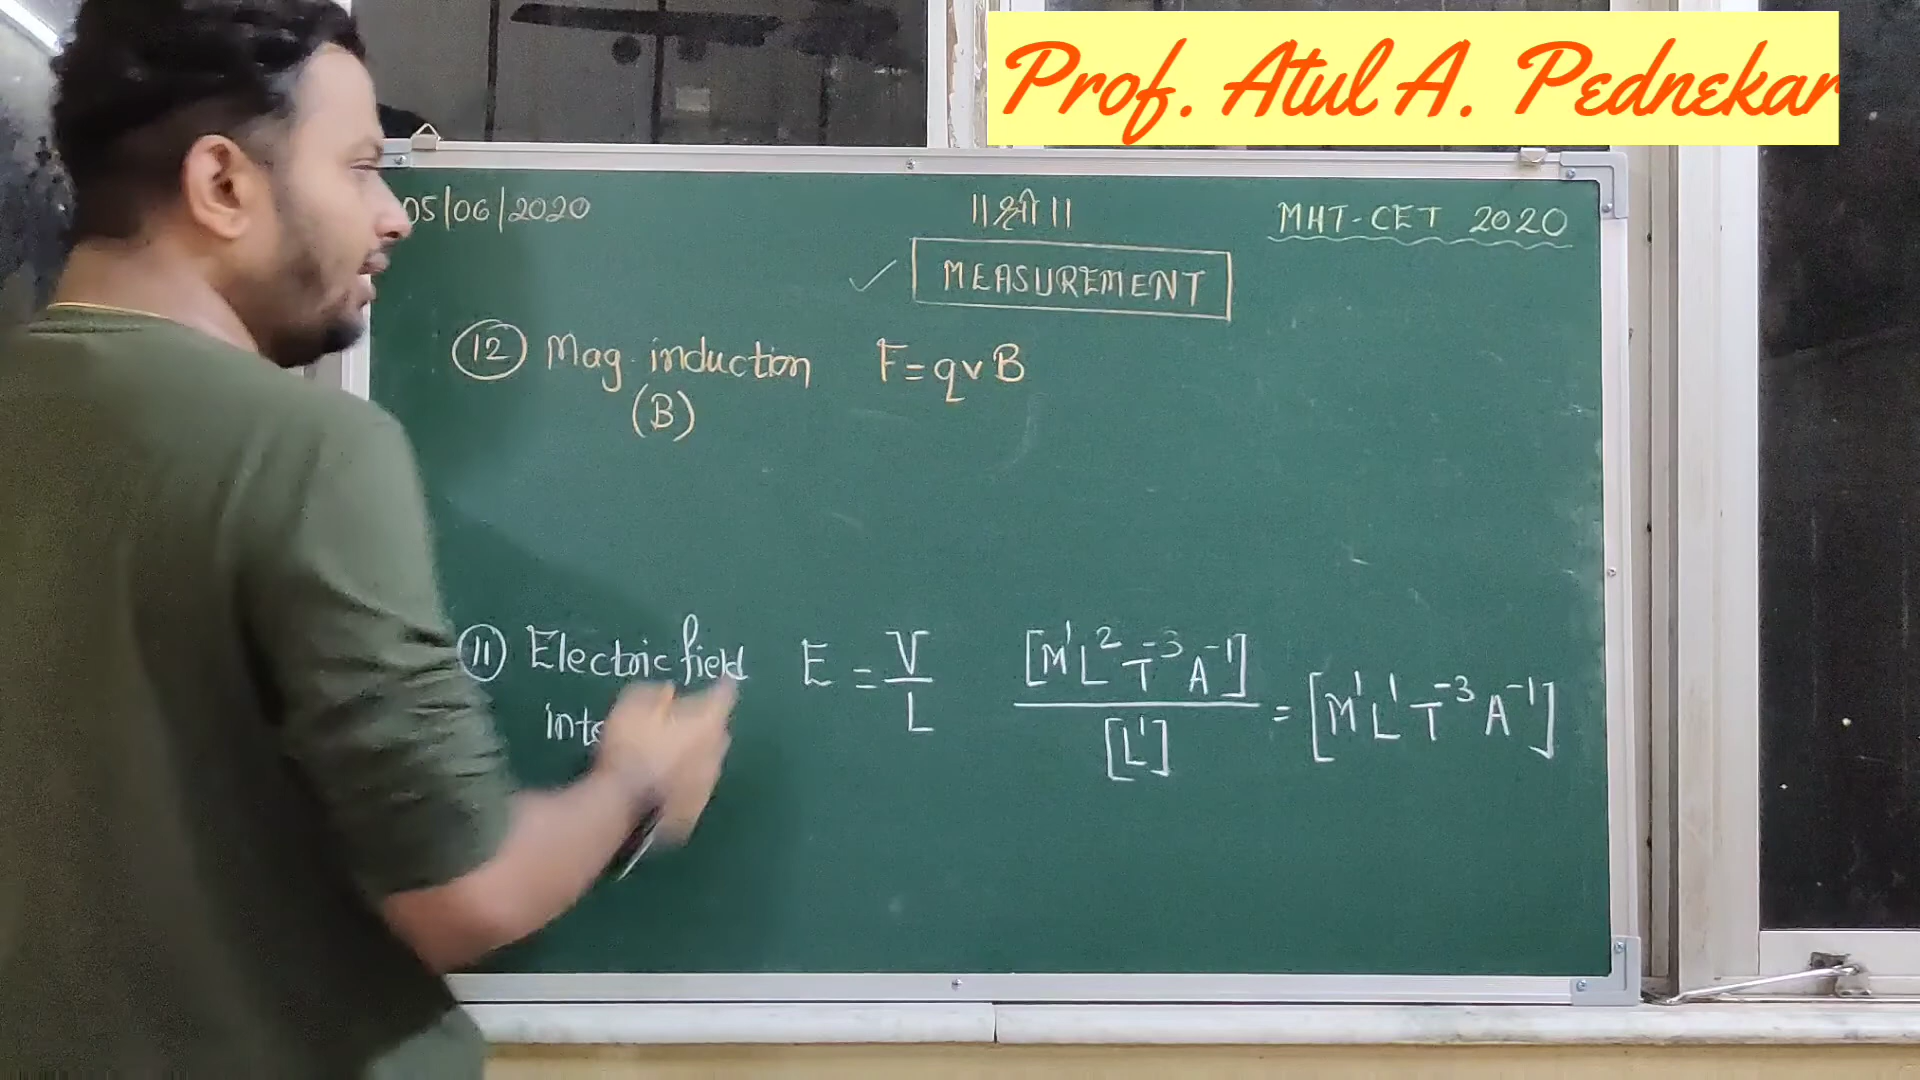 Prof. Atul A. Pednekar
05/06/2020
॥ श्री ॥
MHT-CET 2020
MEASUREMENT
(12) Mag. induction F=qvB
(B)
(11) Electric field E = V/L [M¹L²T⁻³A⁻¹]/[L¹] = [M¹L¹T⁻³A⁻¹]